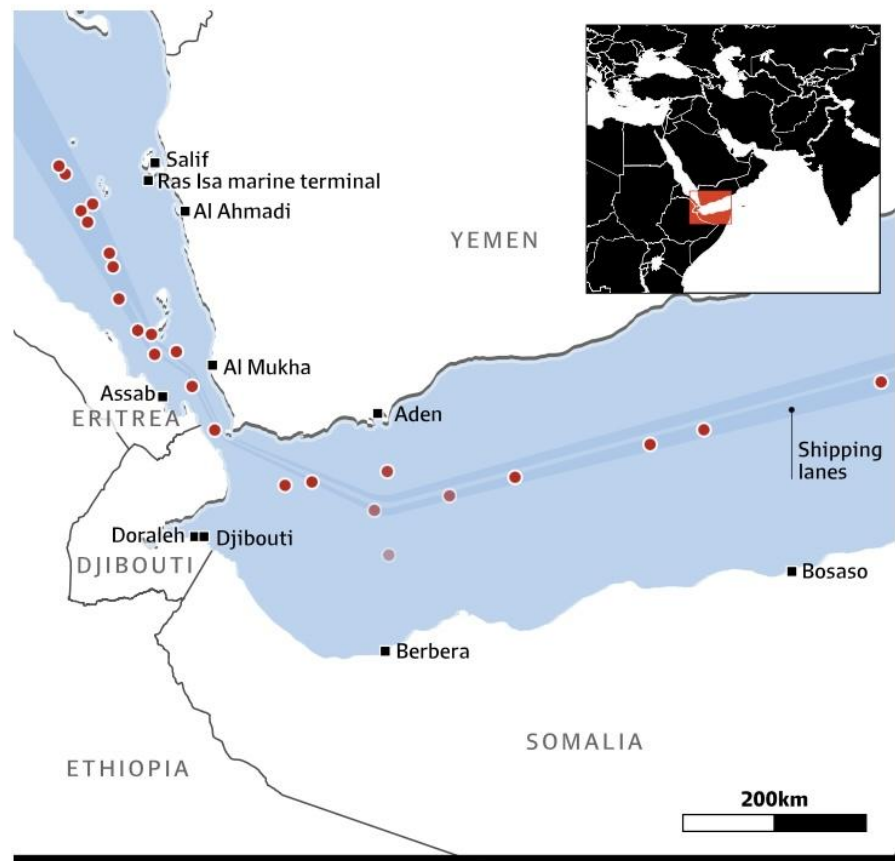 Salif
Ras Isa marine terminal
Al Ahmadi
YEMEN
Al Mukha
Assab
ERITREA
Aden
Shipping
lanes
Doraleh
Djibouti
DJIBOUTI
Bosaso
Berbera
SOMALIA
ETHIOPIA
200km